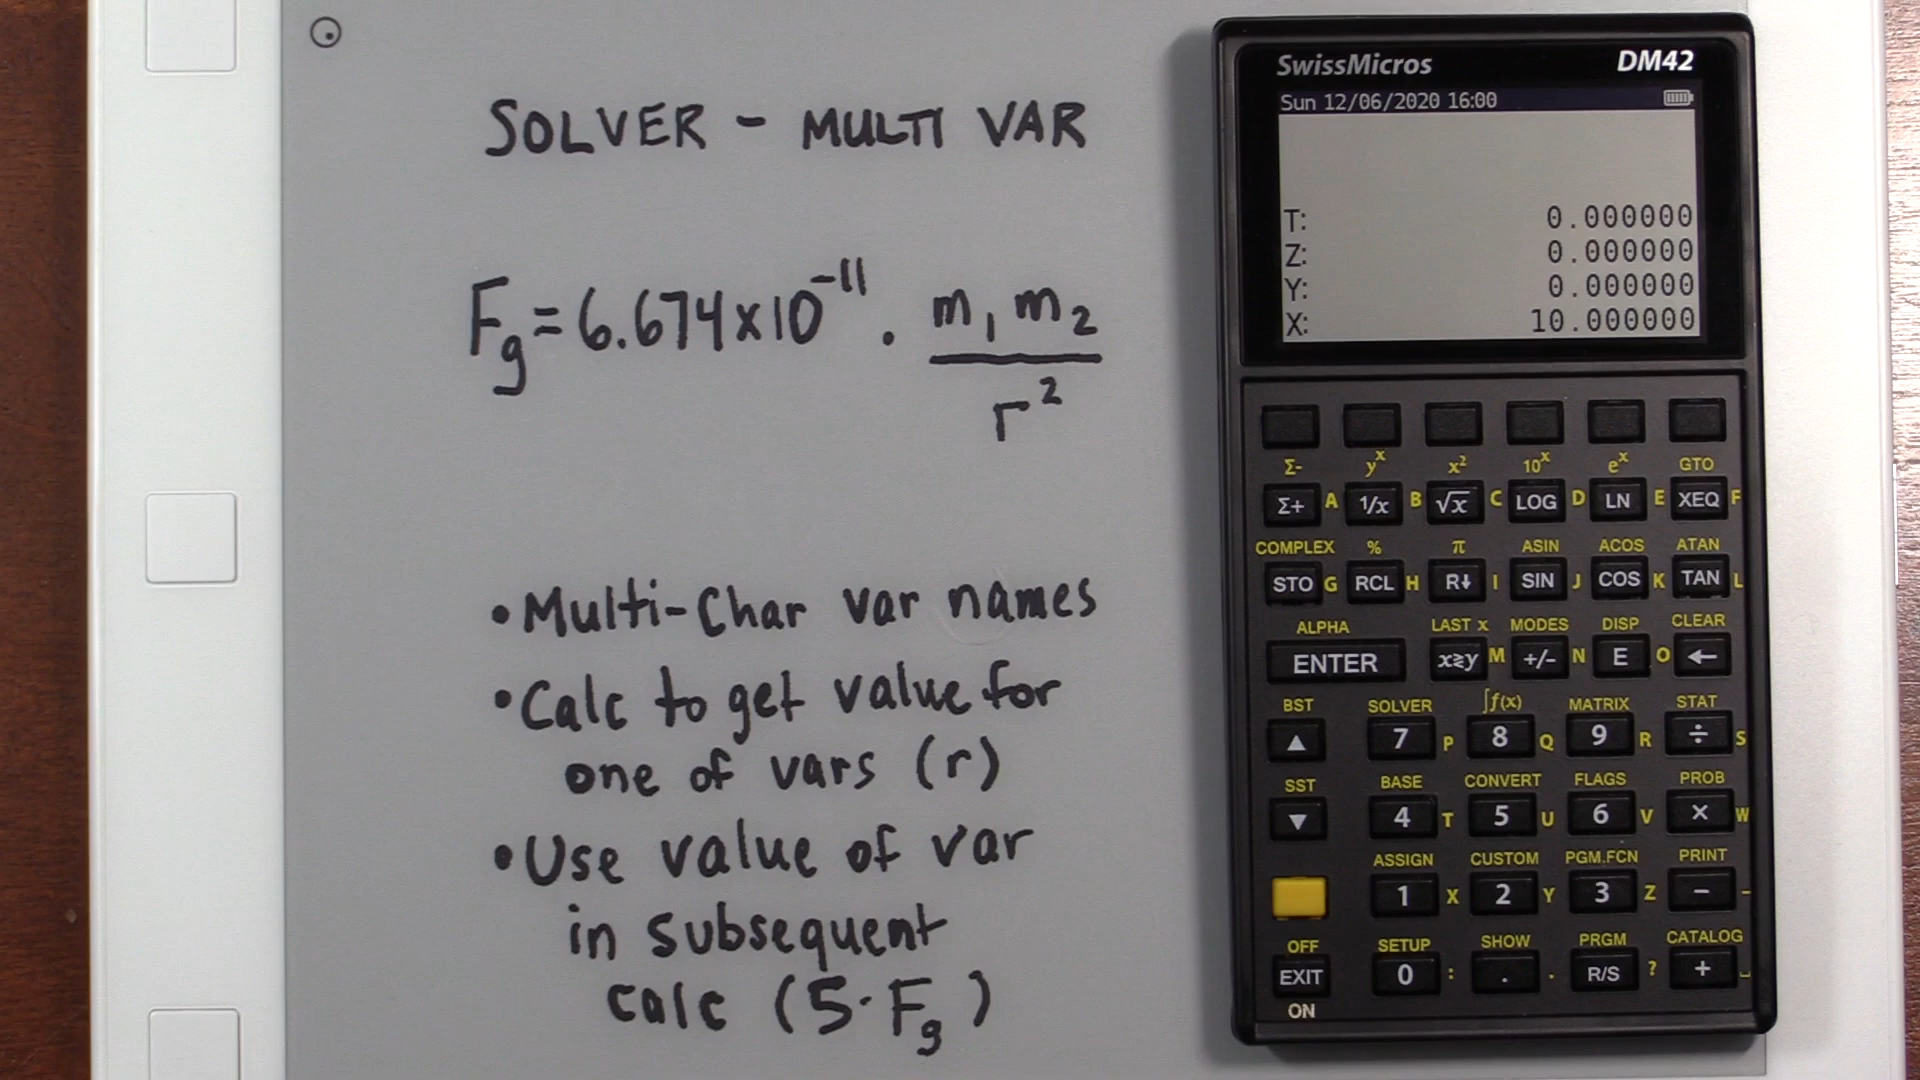 SOLVER - MULTI VAR
Fg = 6.674x10⁻¹¹ · m₁ m₂ / r²
• Multi-Char var names
• Calc to get value for
one of vars (r)
• Use value of var
in subsequent
calc (5·Fg)
SwissMicros DM42
Sun 12/06/2020 16:00
T: 0.000000
Z: 0.000000
Y: 0.000000
X: 10.000000
Σ- yˣ x² 10ˣ eˣ GTO
Σ+ A 1/x B √x C LOG D LN E XEQ F
COMPLEX % π ASIN ACOS ATAN
STO G RCL H R↓ I SIN J COS K TAN L
ALPHA LAST x MODES DISP CLEAR
ENTER x≷y M +/- N E O ←
BST SOLVER ∫f(x) MATRIX STAT
▲ 7 P 8 Q 9 R ÷ S
SST BASE CONVERT FLAGS PROB
▼ 4 T 5 U 6 V × W
ASSIGN CUSTOM PGM.FCN PRINT
1 X 2 Y 3 Z − -
OFF SETUP SHOW PRGM CATALOG
EXIT 0 : . . R/S ? + ␣
ON